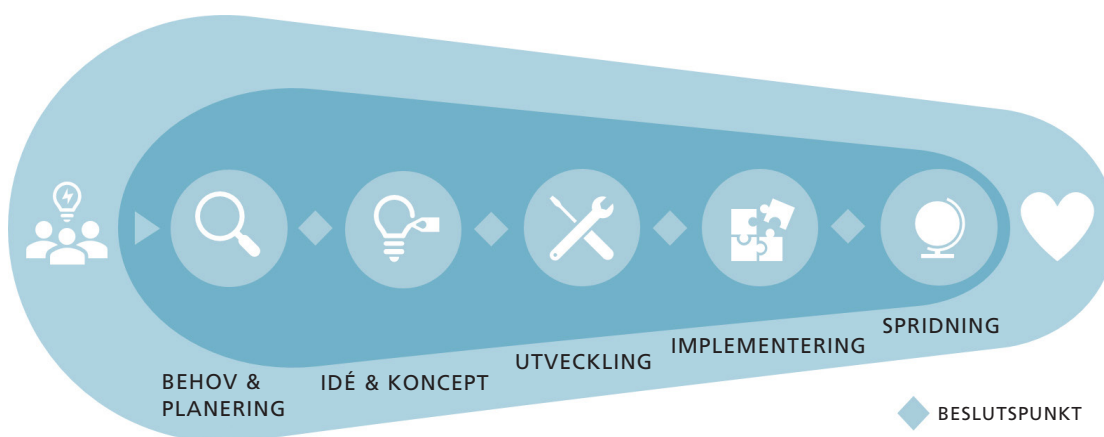 BEHOV &
PLANERING
IDÉ & KONCEPT
UTVECKLING
IMPLEMENTERING
SPRIDNING
BESLUTSPUNKT